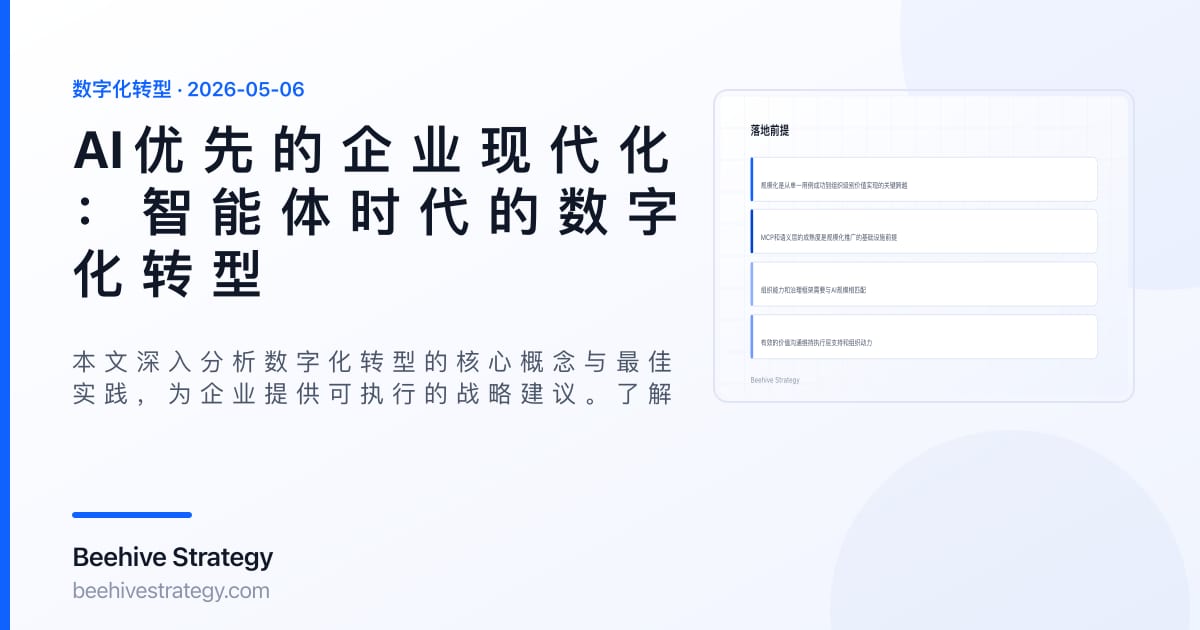 数字化转型 · 2026-05-06
AI优先的企业现代化
：智能体时代的数字
化转型
本文深入分析数字化转型的核心概念与最佳
实践，为企业提供可执行的战略建议。了解
落地前提
规模化是从单一用例成功到组织级别价值实现的关键跨越
MCP和语义层的成熟度是规模化推广的基础设施前提
组织能力和治理框架需要与AI规模相匹配
有效的价值沟通维持执行层支持和组织动力
Beehive Strategy
Beehive Strategy
beehivestrategy.com